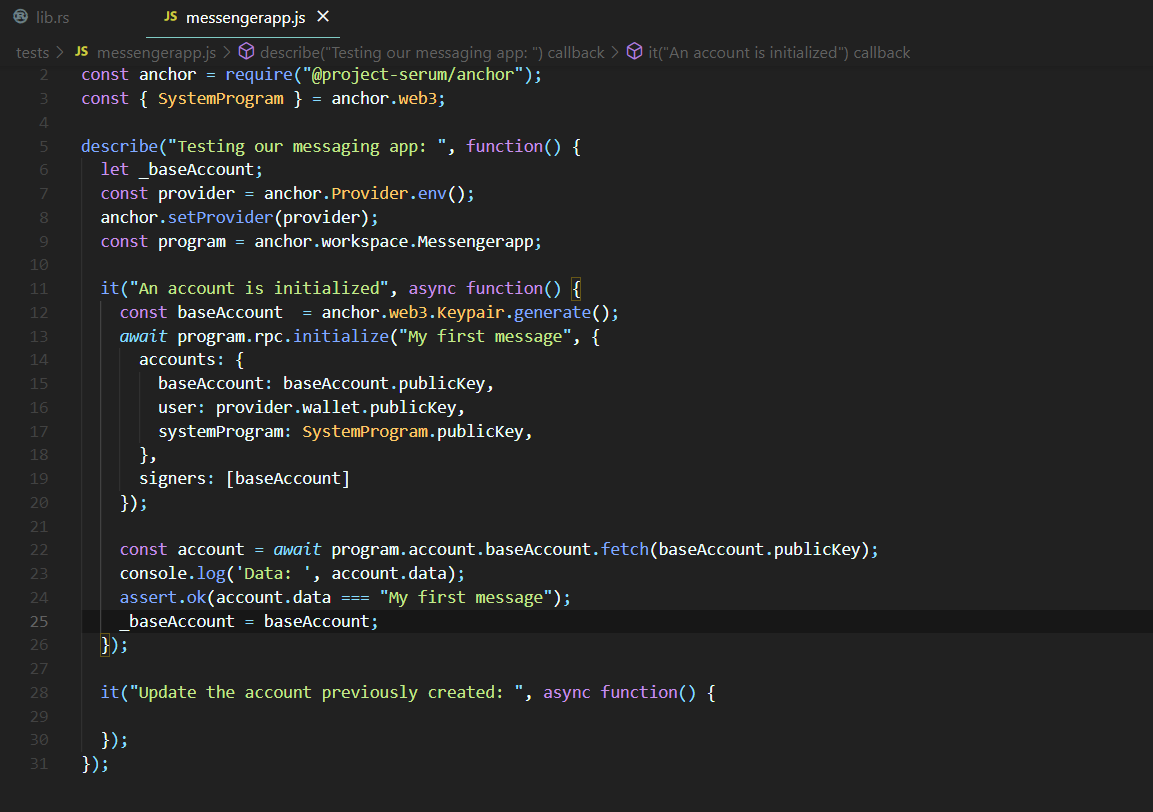 lib.rs JS messengerapp.js ×
tests > JS messengerapp.js > describe("Testing our messaging app: ") callback > it("An account is initialized") callback
2 const anchor = require("@project-serum/anchor");
3 const { SystemProgram } = anchor.web3;
4
5 describe("Testing our messaging app: ", function() {
6   let _baseAccount;
7   const provider = anchor.Provider.env();
8   anchor.setProvider(provider);
9   const program = anchor.workspace.Messengerapp;
10
11   it("An account is initialized", async function() {
12     const baseAccount  = anchor.web3.Keypair.generate();
13     await program.rpc.initialize("My first message", {
14       accounts: {
15         baseAccount: baseAccount.publicKey,
16         user: provider.wallet.publicKey,
17         systemProgram: SystemProgram.publicKey,
18       },
19       signers: [baseAccount]
20     });
21
22     const account = await program.account.baseAccount.fetch(baseAccount.publicKey);
23     console.log('Data: ', account.data);
24     assert.ok(account.data === "My first message");
25     _baseAccount = baseAccount;
26   });
27
28   it("Update the account previously created: ", async function() {
29
30   });
31 });